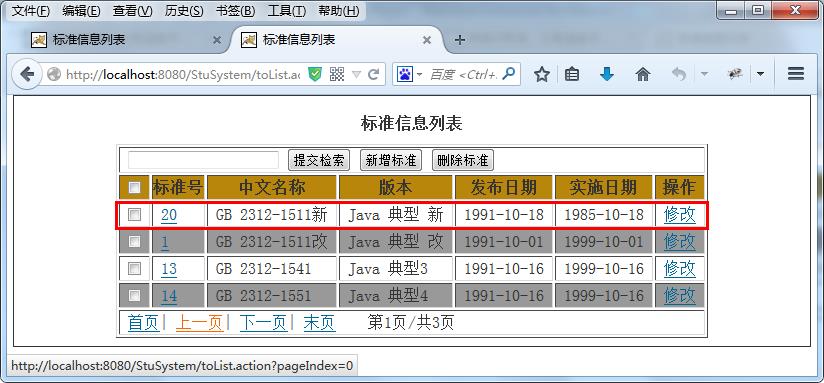 文件(F) 编辑(E) 查看(V) 历史(S) 书签(B) 工具(T) 帮助(H)
标准信息列表 标准信息列表
http://localhost:8080/StuSystem/toList.ac 百度 <Ctrl+
标准信息列表
提交检索 新增标准 删除标准
标准号 中文名称 版本 发布日期 实施日期 操作
20 GB 2312-1511新 Java 典型 新 1991-10-18 1985-10-18 修改
1 GB 2312-1511改 Java 典型 改 1991-10-01 1999-10-01 修改
13 GB 2312-1541 Java 典型3 1991-10-16 1999-10-16 修改
14 GB 2312-1551 Java 典型4 1991-10-16 1999-10-16 修改
首页| 上一页| 下一页| 末页 第1页/共3页
http://localhost:8080/StuSystem/toList.action?pageIndex=0